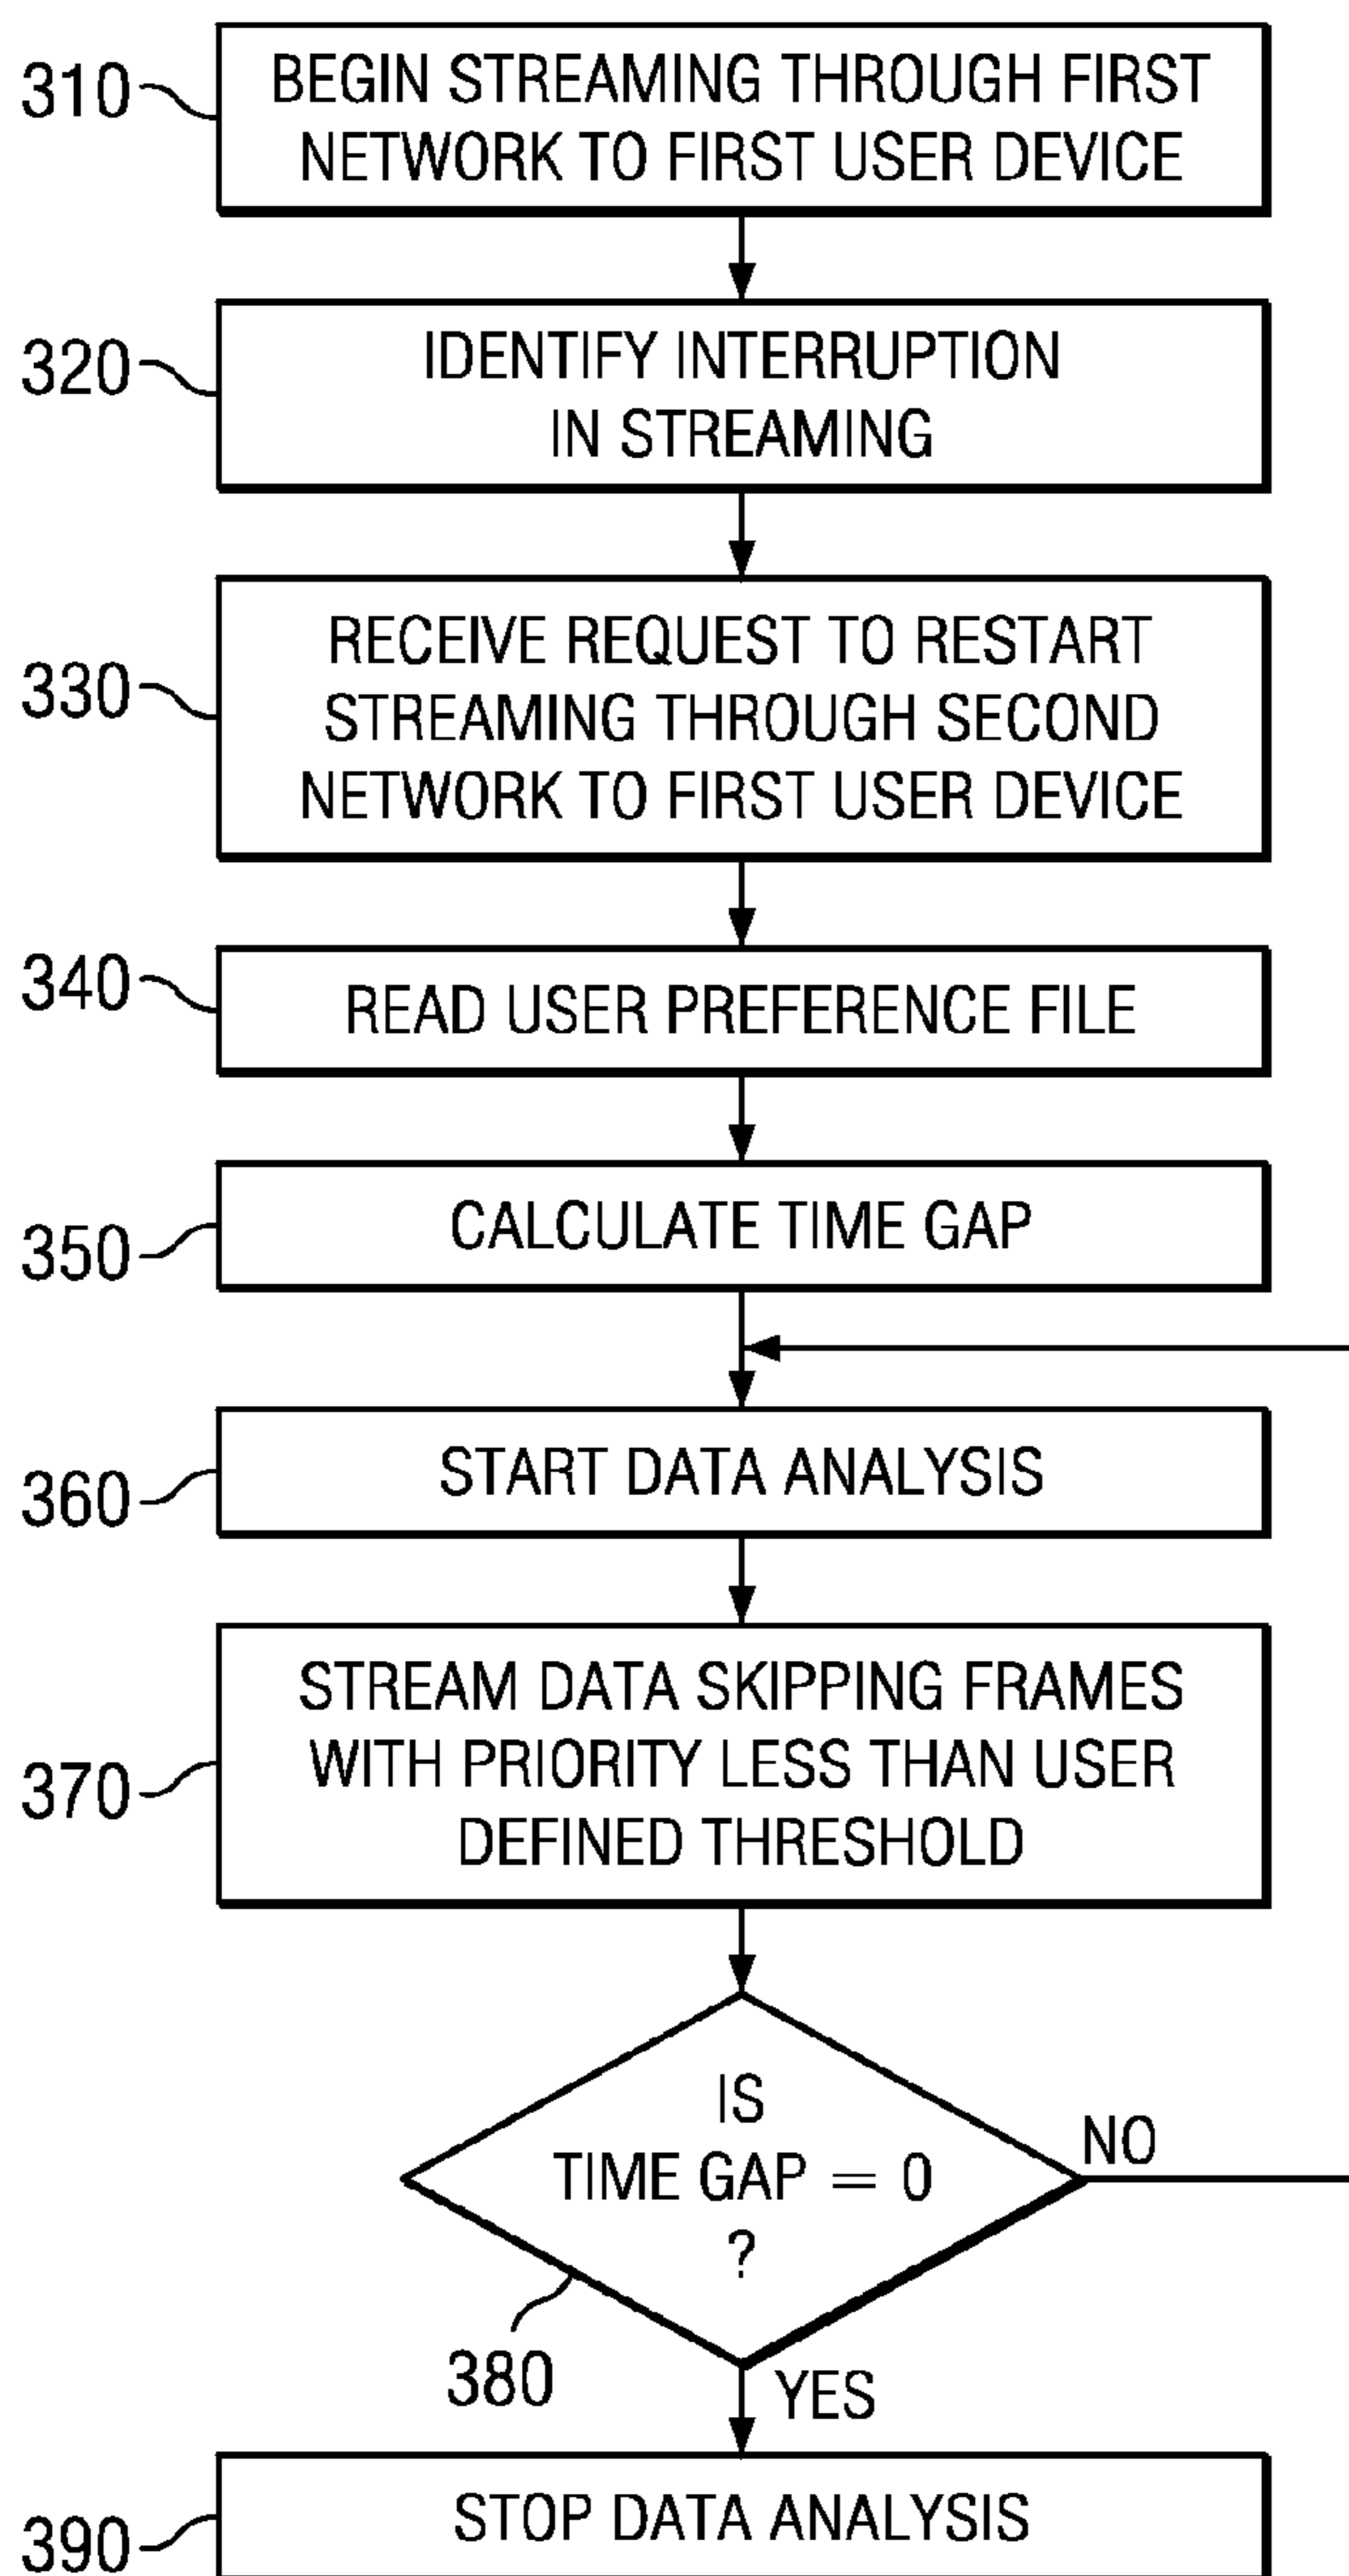 310
BEGIN STREAMING THROUGH FIRST
NETWORK TO FIRST USER DEVICE
320
IDENTIFY INTERRUPTION
IN STREAMING
330
RECEIVE REQUEST TO RESTART
STREAMING THROUGH SECOND
NETWORK TO FIRST USER DEVICE
340
READ USER PREFERENCE FILE
350
CALCULATE TIME GAP
360
START DATA ANALYSIS
370
STREAM DATA SKIPPING FRAMES
WITH PRIORITY LESS THAN USER
DEFINED THRESHOLD
IS
TIME GAP = 0
?
NO
380
YES
390
STOP DATA ANALYSIS